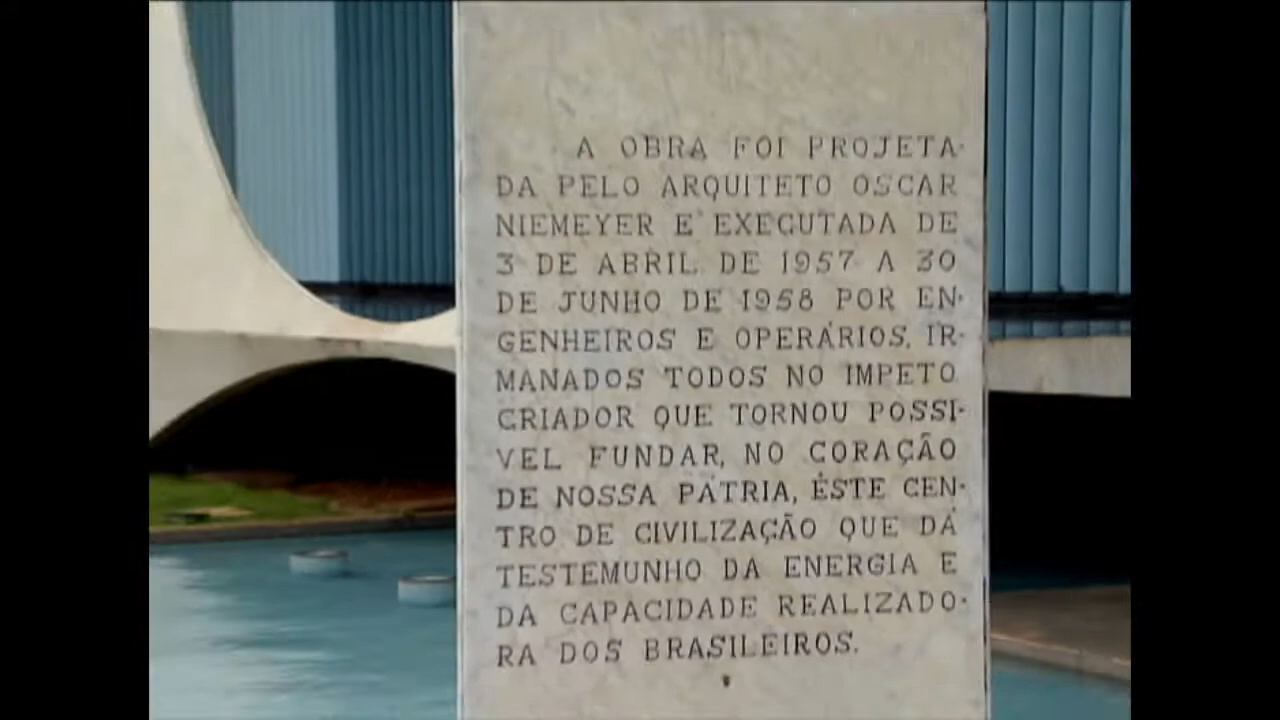 A OBRA FOI PROJETA-
DA PELO ARQUITETO OSCAR
NIEMEYER E EXECUTADA DE
3 DE ABRIL DE 1957 A 30
DE JUNHO DE 1958 POR EN-
GENHEIROS E OPERÁRIOS, IR-
MANADOS TODOS NO IMPETO
CRIADOR QUE TORNOU POSSI-
VEL FUNDAR, NO CORAÇÃO
DE NOSSA PÁTRIA, ÊSTE CEN-
TRO DE CIVILIZAÇÃO QUE DÁ
TESTEMUNHO DA ENERGIA E
DA CAPACIDADE REALIZADO-
RA DOS BRASILEIROS.